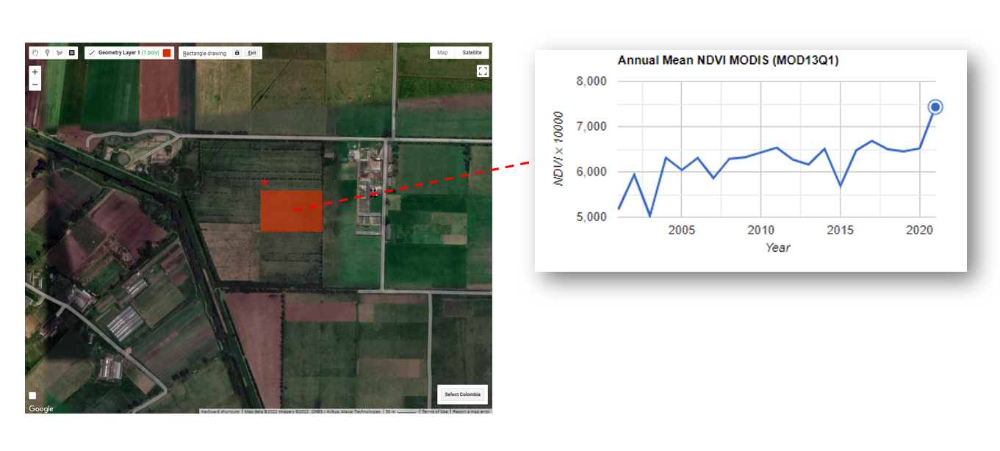 Geometry Layer 1 (1 poly)
Rectangle drawing.
Exit
Map
Satellite
+
−
Select Colombia
Google
Keyboard shortcuts
Map data ©2022 Imagery ©2022 , CNES / Airbus, Maxar Technologies
50 m
Terms of Use
Report a map error
Annual Mean NDVI MODIS (MOD13Q1)
8,000
7,000
6,000
5,000
NDVI x 10000
2005
2010
2015
2020
Year